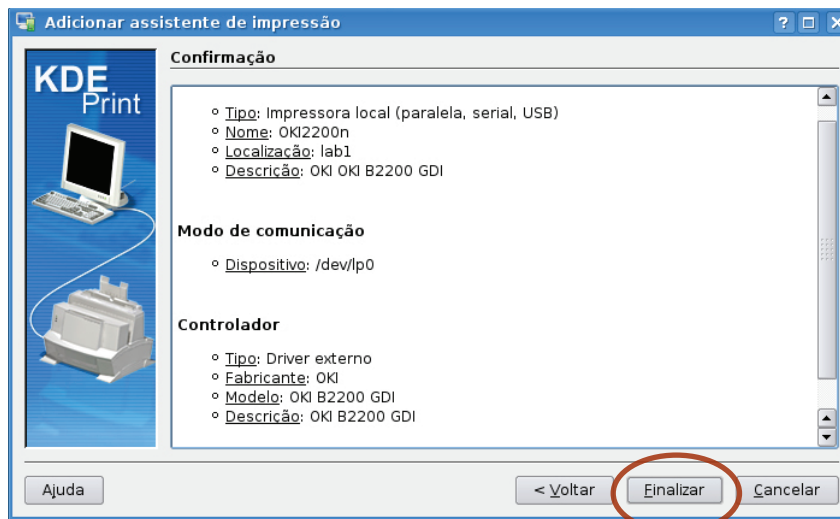 Adicionar assistente de impressão
KDE
Print
Confirmação
Tipo: Impressora local (paralela, serial, USB)
Nome: OKI2200n
Localização: lab1
Descrição: OKI OKI B2200 GDI
Modo de comunicação
Dispositivo: /dev/lp0
Controlador
Tipo: Driver externo
Fabricante: OKI
Modelo: OKI B2200 GDI
Descrição: OKI B2200 GDI
Ajuda
< Voltar
Finalizar
Cancelar